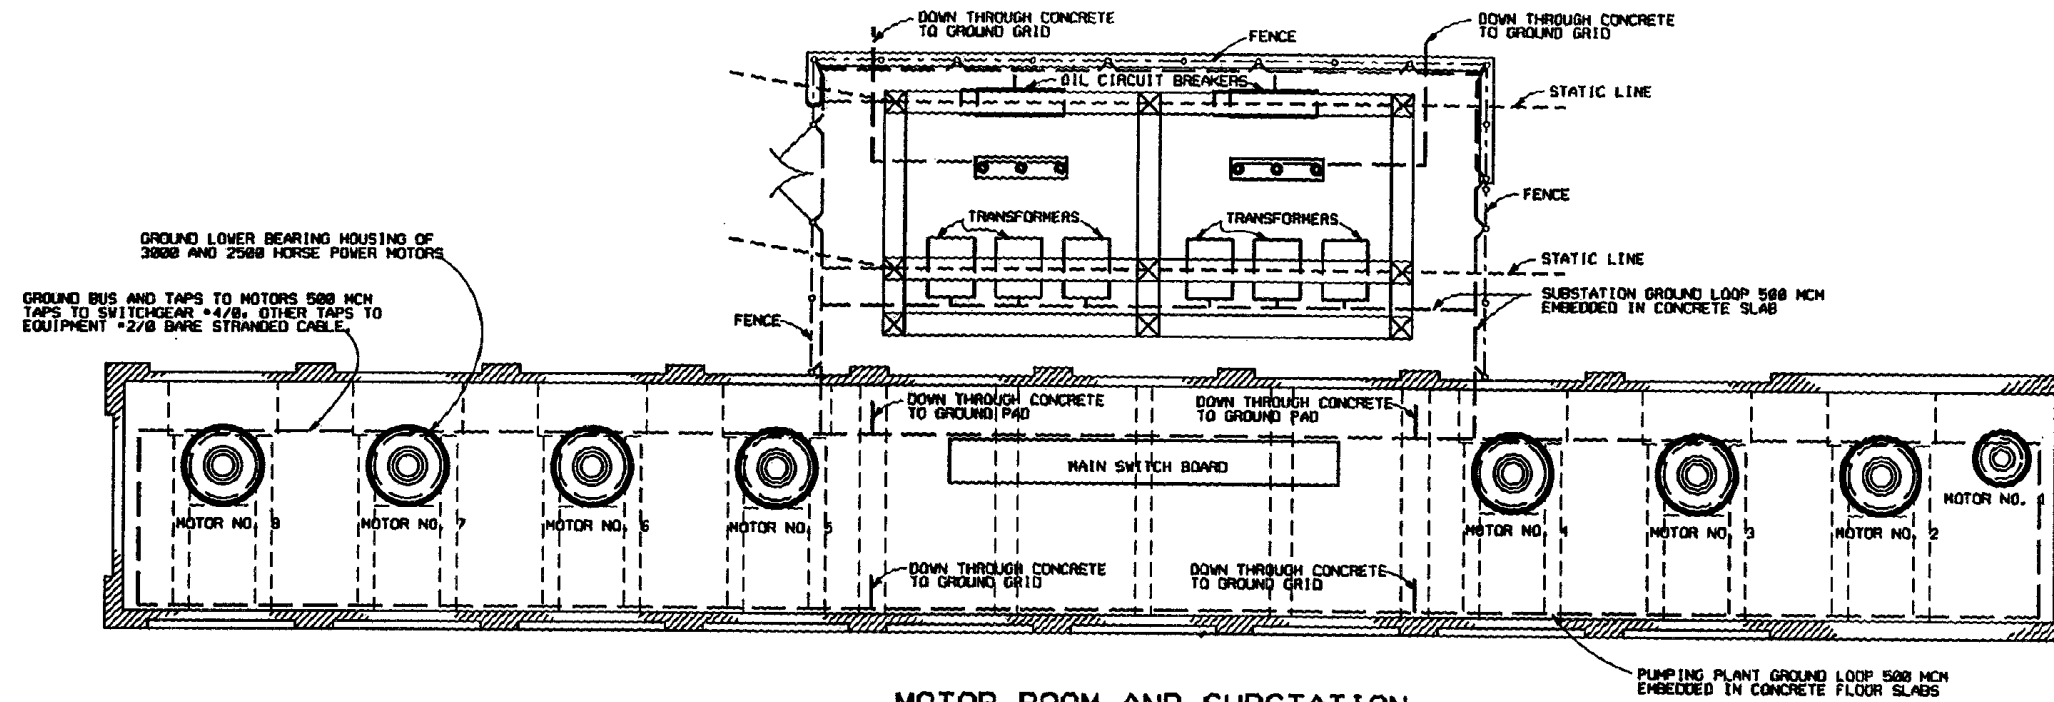 DOWN THROUGH CONCRETE
TO GROUND GRID
FENCE
DOWN THROUGH CONCRETE
TO GROUND GRID
OIL CIRCUIT BREAKERS
STATIC LINE
FENCE
TRANSFORMERS
TRANSFORMERS
GROUND LOWER BEARING HOUSING OF
3000 AND 2500 HORSE POWER MOTORS
STATIC LINE
GROUND BUS AND TAPS TO MOTORS 500 MCM
TAPS TO SWITCHGEAR #4/0. OTHER TAPS TO
EQUIPMENT #2/0 BARE STRANDED CABLE.
SUBSTATION GROUND LOOP 500 MCM
EMBEDDED IN CONCRETE SLAB
FENCE
DOWN THROUGH CONCRETE
TO GROUND PAD
DOWN THROUGH CONCRETE
TO GROUND PAD
MAIN SWITCH BOARD
MOTOR NO. 8
MOTOR NO. 7
MOTOR NO. 6
MOTOR NO. 5
MOTOR NO. 4
MOTOR NO. 3
MOTOR NO. 2
MOTOR NO. 1
DOWN THROUGH CONCRETE
TO GROUND GRID
DOWN THROUGH CONCRETE
TO GROUND GRID
PUMPING PLANT GROUND LOOP 500 MCM
EMBEDDED IN CONCRETE FLOOR SLABS
MOTOR ROOM AND SUBSTATION